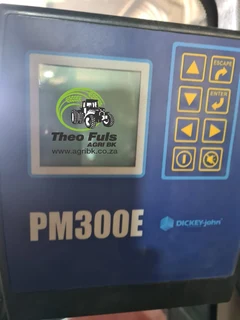 ESCAPE
ENTER
Theo Fuls
AGRI BK
www.agribk.co.za
PM300E
DICKEY-john